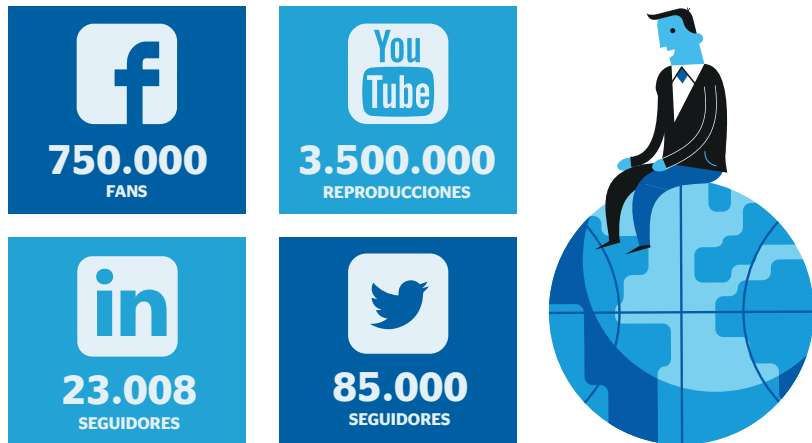 f
750.000
FANS
You
Tube
3.500.000
REPRODUCCIONES
in
23.008
SEGUIDORES
85.000
SEGUIDORES